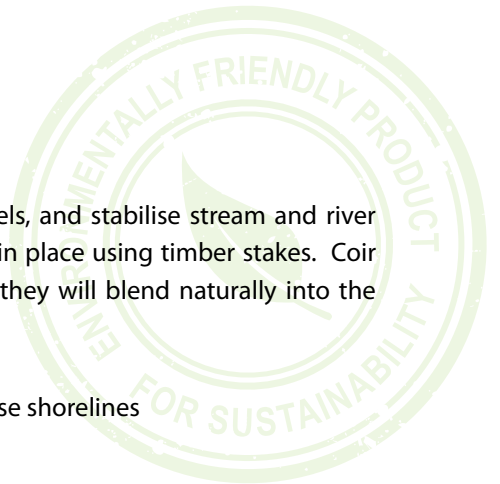 ENVIRONMENTALLY FRIENDLY PRODUCT
els, and stabilise stream and river
in place using timber stakes.  Coir
they will blend naturally into the
se shorelines
FOR SUSTAINABILITY